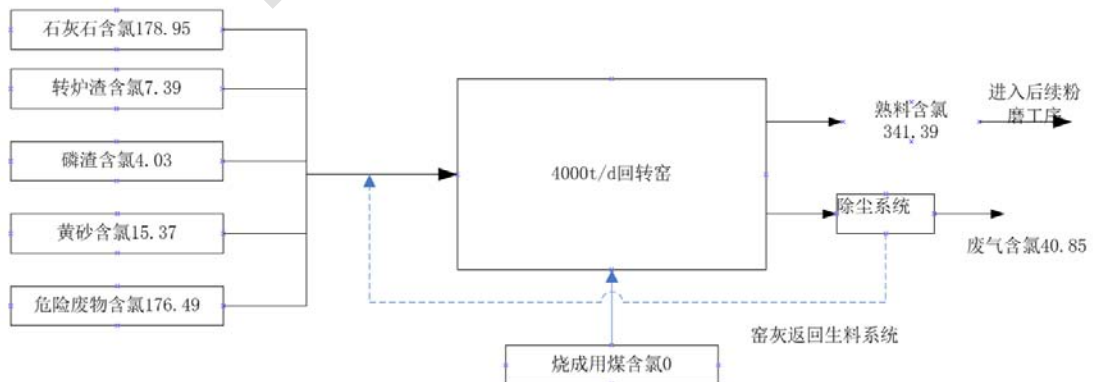 石灰石含氯178.95
转炉渣含氯7.39
磷渣含氯4.03
黄砂含氯15.37
危险废物含氯176.49
4000t/d回转窑
熟料含氯
341.39
进入后续粉
磨工序
除尘系统
废气含氯40.85
窑灰返回生料系统
烧成用煤含氯0